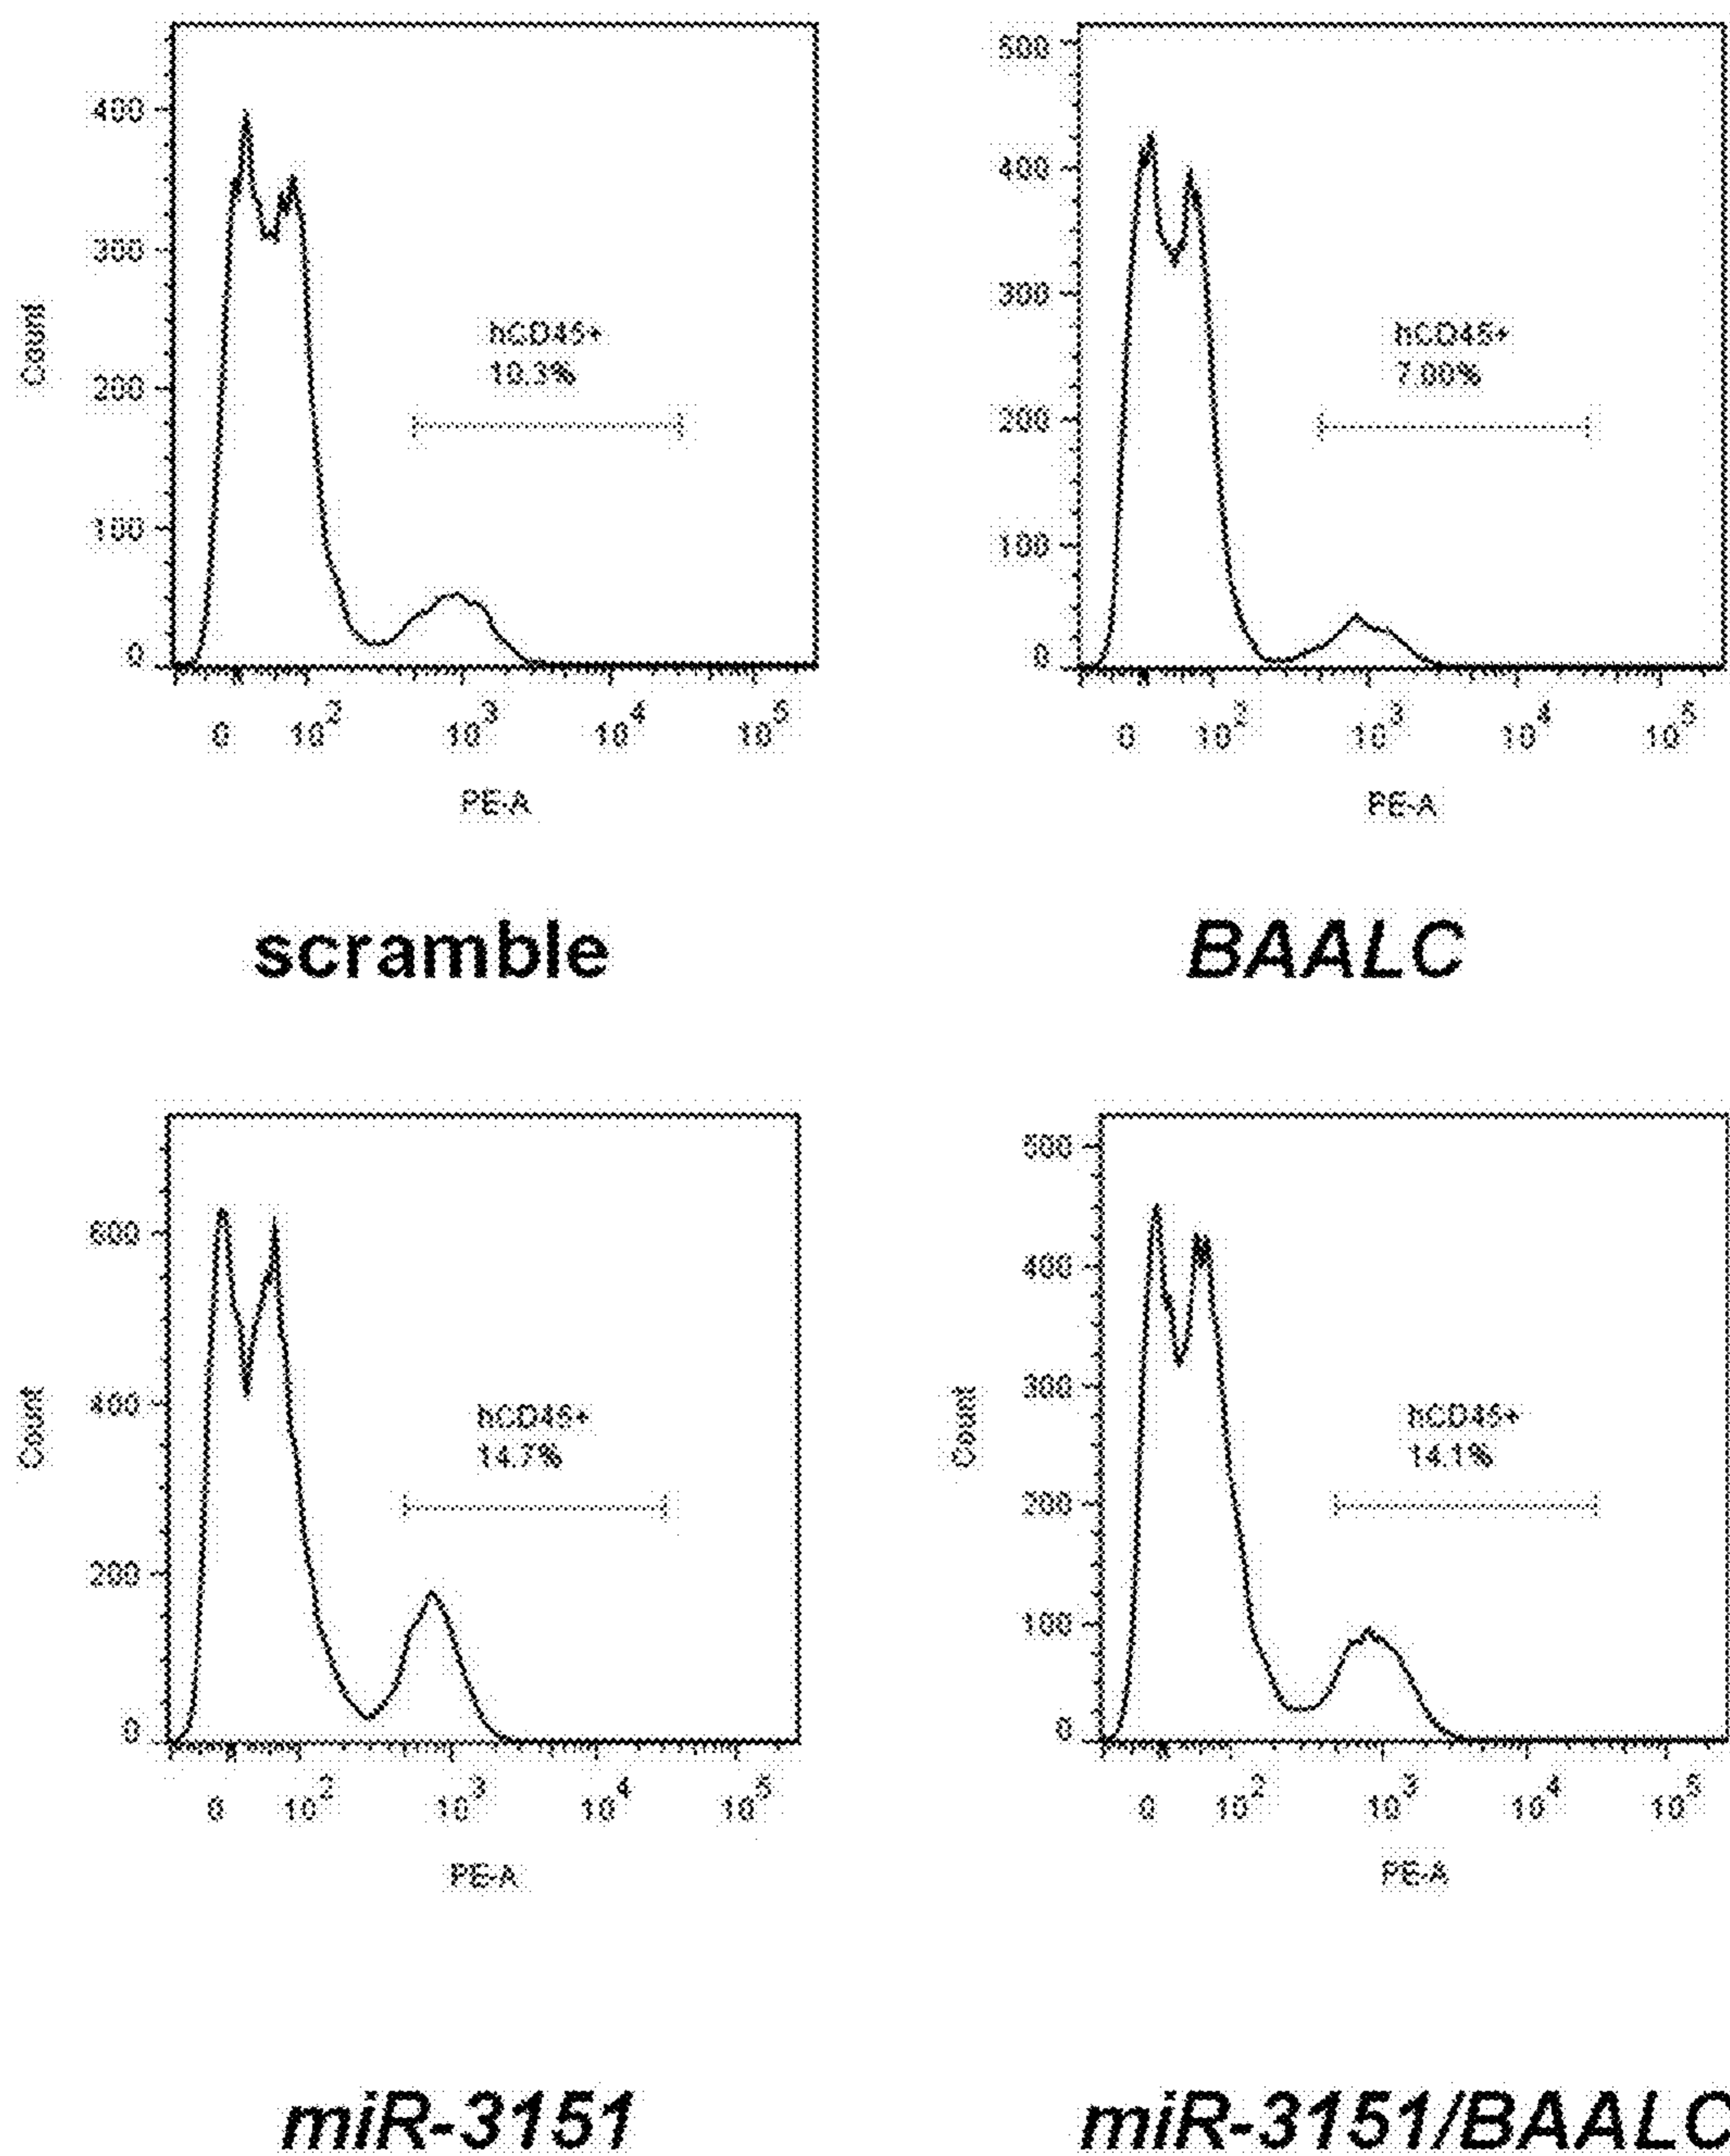 400
300
200
100
0
Count
hCD45+
10.3%
0 10² 10³ 10⁴ 10⁵
PE-A
scramble
500
400
300
200
100
0
hCD45+
7.00%
0 10² 10³ 10⁴ 10⁵
PE-A
BAALC
600
400
200
0
Count
hCD45+
14.7%
0 10² 10³ 10⁴ 10⁵
PE-A
miR-3151
500
400
300
200
100
0
Count
hCD45+
14.1%
0 10² 10³ 10⁴ 10⁵
PE-A
miR-3151/BAALC